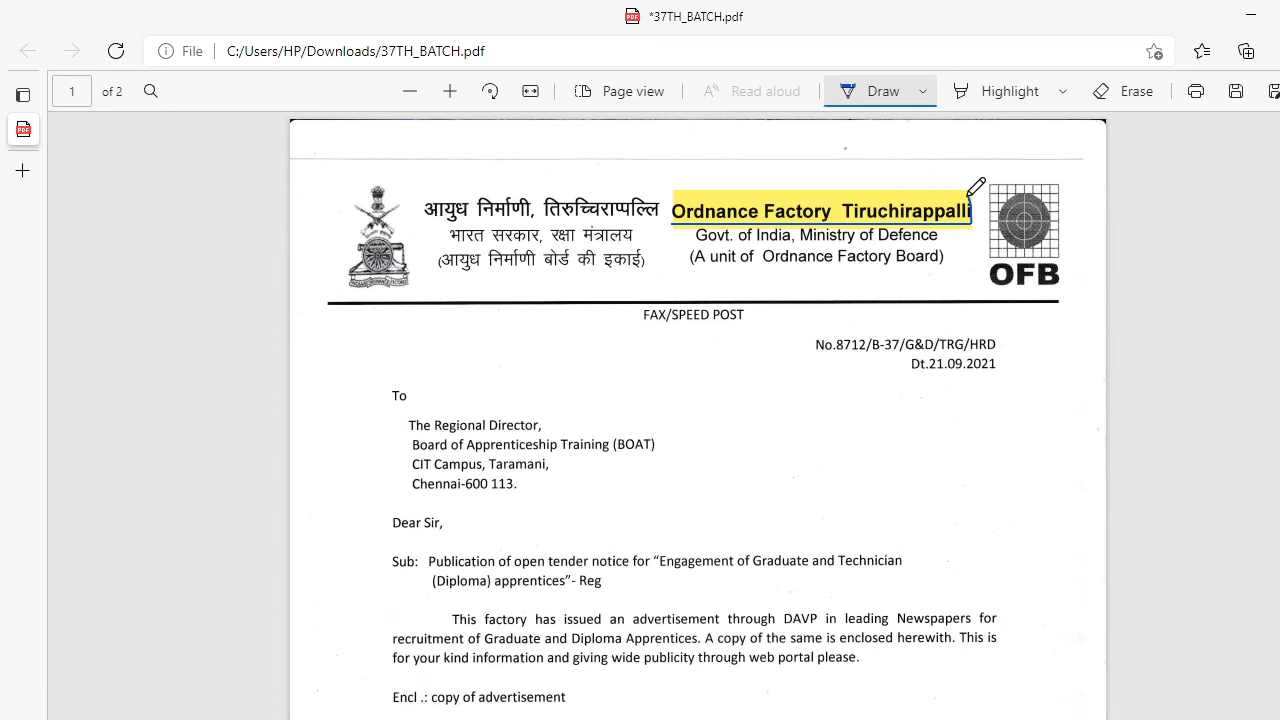 *37TH_BATCH.pdf
File C:/Users/HP/Downloads/37TH_BATCH.pdf
1 of 2 Page view Read aloud Draw Highlight Erase
आयुध निर्माणी, तिरुच्चिराप्पल्लि
भारत सरकार, रक्षा मंत्रालय
(आयुध निर्माणी बोर्ड की इकाई)
Ordnance Factory Tiruchirappalli
Govt. of India, Ministry of Defence
(A unit of Ordnance Factory Board)
OFB
FAX/SPEED POST
No.8712/B-37/G&D/TRG/HRD
Dt.21.09.2021
To
The Regional Director,
Board of Apprenticeship Training (BOAT)
CIT Campus, Taramani,
Chennai-600 113.
Dear Sir,
Sub: Publication of open tender notice for “Engagement of Graduate and Technician
(Diploma) apprentices”- Reg
This factory has issued an advertisement through DAVP in leading Newspapers for
recruitment of Graduate and Diploma Apprentices. A copy of the same is enclosed herewith. This is
for your kind information and giving wide publicity through web portal please.
Encl .: copy of advertisement